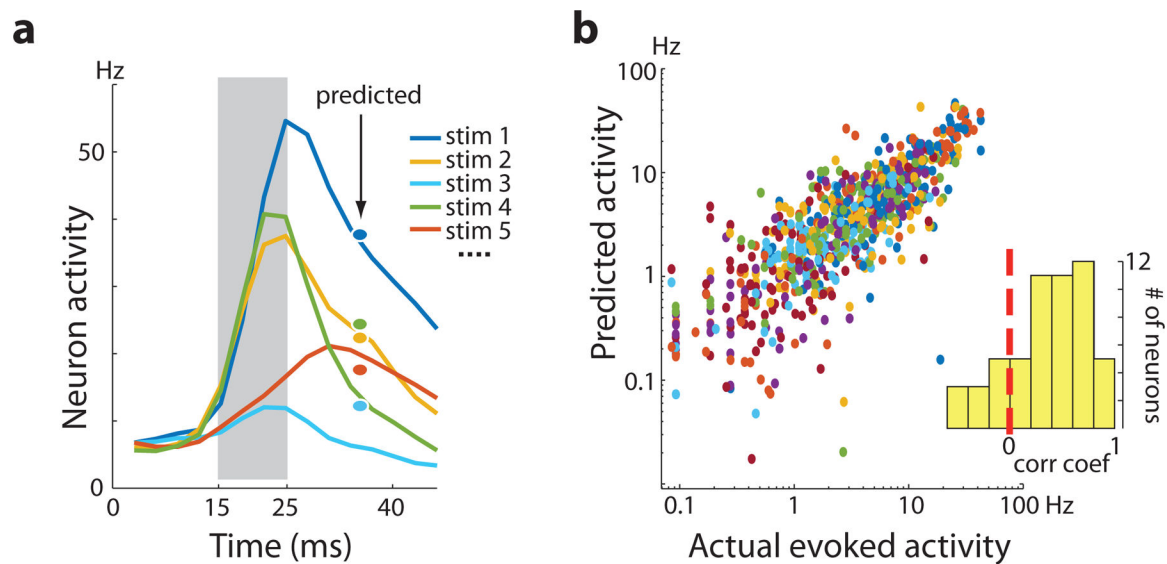 a
Hz
50
0
Neuron activity
predicted
stim 1
stim 2
stim 3
stim 4
stim 5
....
0 15 25 40
Time (ms)
b
100
10
1
0.1
Predicted activity
0.1 1 10 100 Hz
Actual evoked activity
12
# of neurons
0 1
corr coef